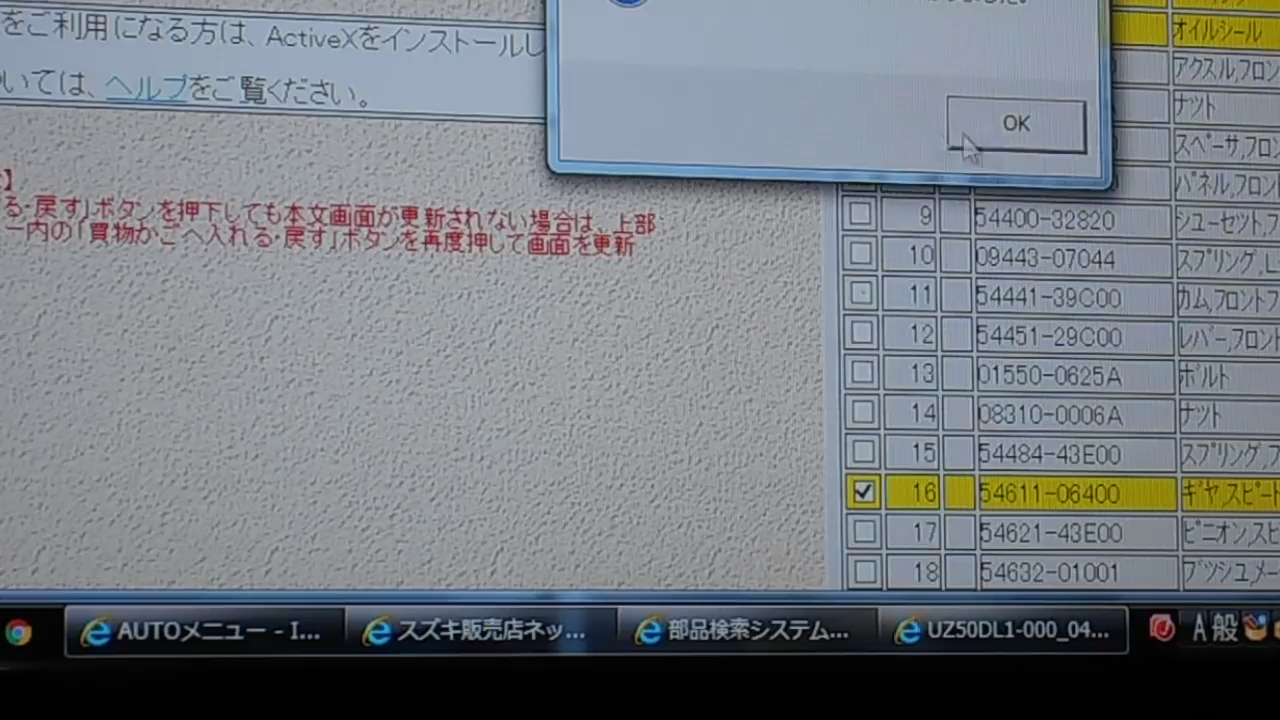 をご利用になる方は、ActiveXをインストールし
いては、ヘルプをご覧ください。
る・戻す」ボタンを押下しても本文画面が更新されない場合は、上部
ー内の「買物かごへ入れる・戻す」ボタンを再度押して画面を更新
OK
オイルシール
アクスル,フロン
ナット
スペーサ,フロン
パネル,フロン
9 54400-32820 シューセット,フ
10 09443-07044 スプリング,L
11 54441-39C00 カム,フロントフ
12 54451-29C00 レバー,フロン
13 01550-0625A ボルト
14 08310-0006A ナット
15 54484-43E00 スプリング,フ
16 54611-06400 ギヤ,スピード
17 54621-43E00 ピニオン,スピ
18 54632-01001 ブッシュ,メー
AUTOメニュー - I...
スズキ販売店ネッ...
部品検索システム...
UZ50DL1-000_04...
A 般